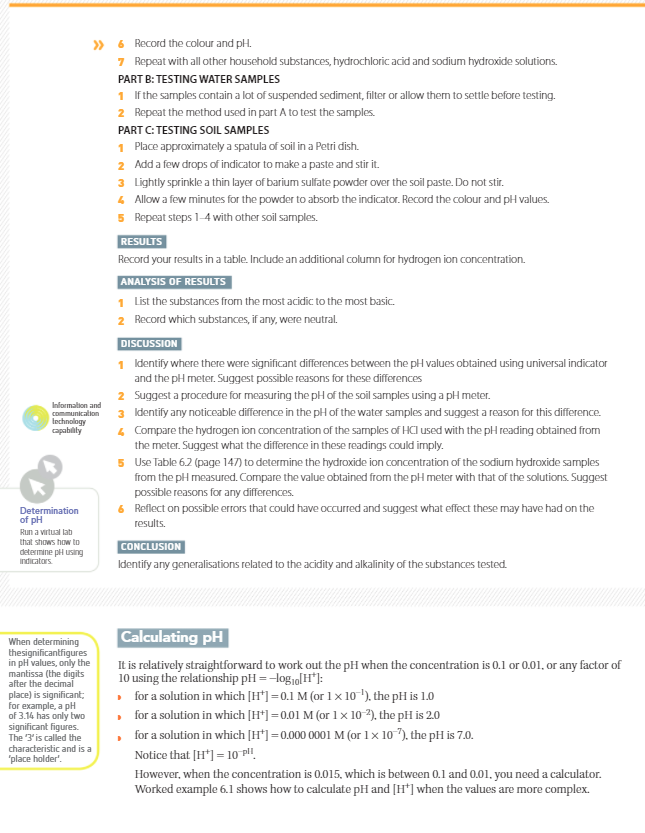 » 6 Record the colour and pH.
7 Repeat with all other household substances, hydrochloric acid and sodium hydroxide solutions.
PART B: TESTING WATER SAMPLES
1 If the samples contain a lot of suspended sediment, filter or allow them to settle before testing.
2 Repeat the method used in part A to test the samples.
PART C: TESTING SOIL SAMPLES
1 Place approximately a spatula of soil in a Petri dish.
2 Add a few drops of indicator to make a paste and stir it.
3 Lightly sprinkle a thin layer of barium sulfate powder over the soil paste. Do not stir.
4 Allow a few minutes for the powder to absorb the indicator. Record the colour and pH values.
5 Repeat steps 1–4 with other soil samples.
RESULTS
Record your results in a table. Include an additional column for hydrogen ion concentration.
ANALYSIS OF RESULTS
1 List the substances from the most acidic to the most basic.
2 Record which substances, if any, were neutral.
DISCUSSION
1 Identify where there were significant differences between the pH values obtained using universal indicator
and the pH meter. Suggest possible reasons for these differences
2 Suggest a procedure for measuring the pH of the soil samples using a pH meter.
3 Identify any noticeable difference in the pH of the water samples and suggest a reason for this difference.
4 Compare the hydrogen ion concentration of the samples of HCl used with the pH reading obtained from
the meter. Suggest what the difference in these readings could imply.
5 Use Table 6.2 (page 147) to determine the hydroxide ion concentration of the sodium hydroxide samples
from the pH measured. Compare the value obtained from the pH meter with that of the solutions. Suggest
possible reasons for any differences.
6 Reflect on possible errors that could have occurred and suggest what effect these may have had on the
results.
CONCLUSION
Identify any generalisations related to the acidity and alkalinity of the substances tested.
Information and
communication
technology
capability
Determination
of pH
Run a virtual lab
that shows how to
determine pH using
indicators.
When determining
thesignificantfigures
in pH values, only the
mantissa (the digits
after the decimal
place) is significant;
for example, a pH
of 3.14 has only two
significant figures.
The '3' is called the
characteristic and is a
'place holder'.
Calculating pH
It is relatively straightforward to work out the pH when the concentration is 0.1 or 0.01, or any factor of
10 using the relationship pH = −log₁₀[H⁺]:
for a solution in which [H⁺] = 0.1 M (or 1 × 10⁻¹), the pH is 1.0
for a solution in which [H⁺] = 0.01 M (or 1 × 10⁻²), the pH is 2.0
for a solution in which [H⁺] = 0.000 0001 M (or 1 × 10⁻⁷), the pH is 7.0.
Notice that [H⁺] = 10⁻ᵖᴴ.
However, when the concentration is 0.015, which is between 0.1 and 0.01, you need a calculator.
Worked example 6.1 shows how to calculate pH and [H⁺] when the values are more complex.